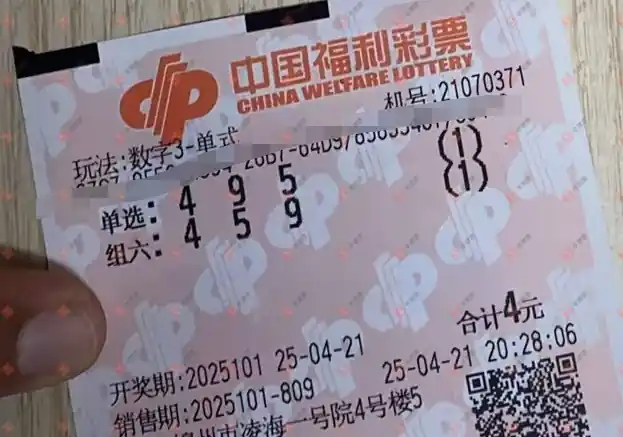 中国福利彩票
CHINA WELFARE LOTTERY
机号:21070371
玩法:数字3-单式
单选: 4 9 5 (1)
组六: 4 5 9 (1)
合计4元
开奖期:2025101 25-04-21 25-04-21 20:28:06
销售期:2025101-809
州市凌海一号院4号楼5